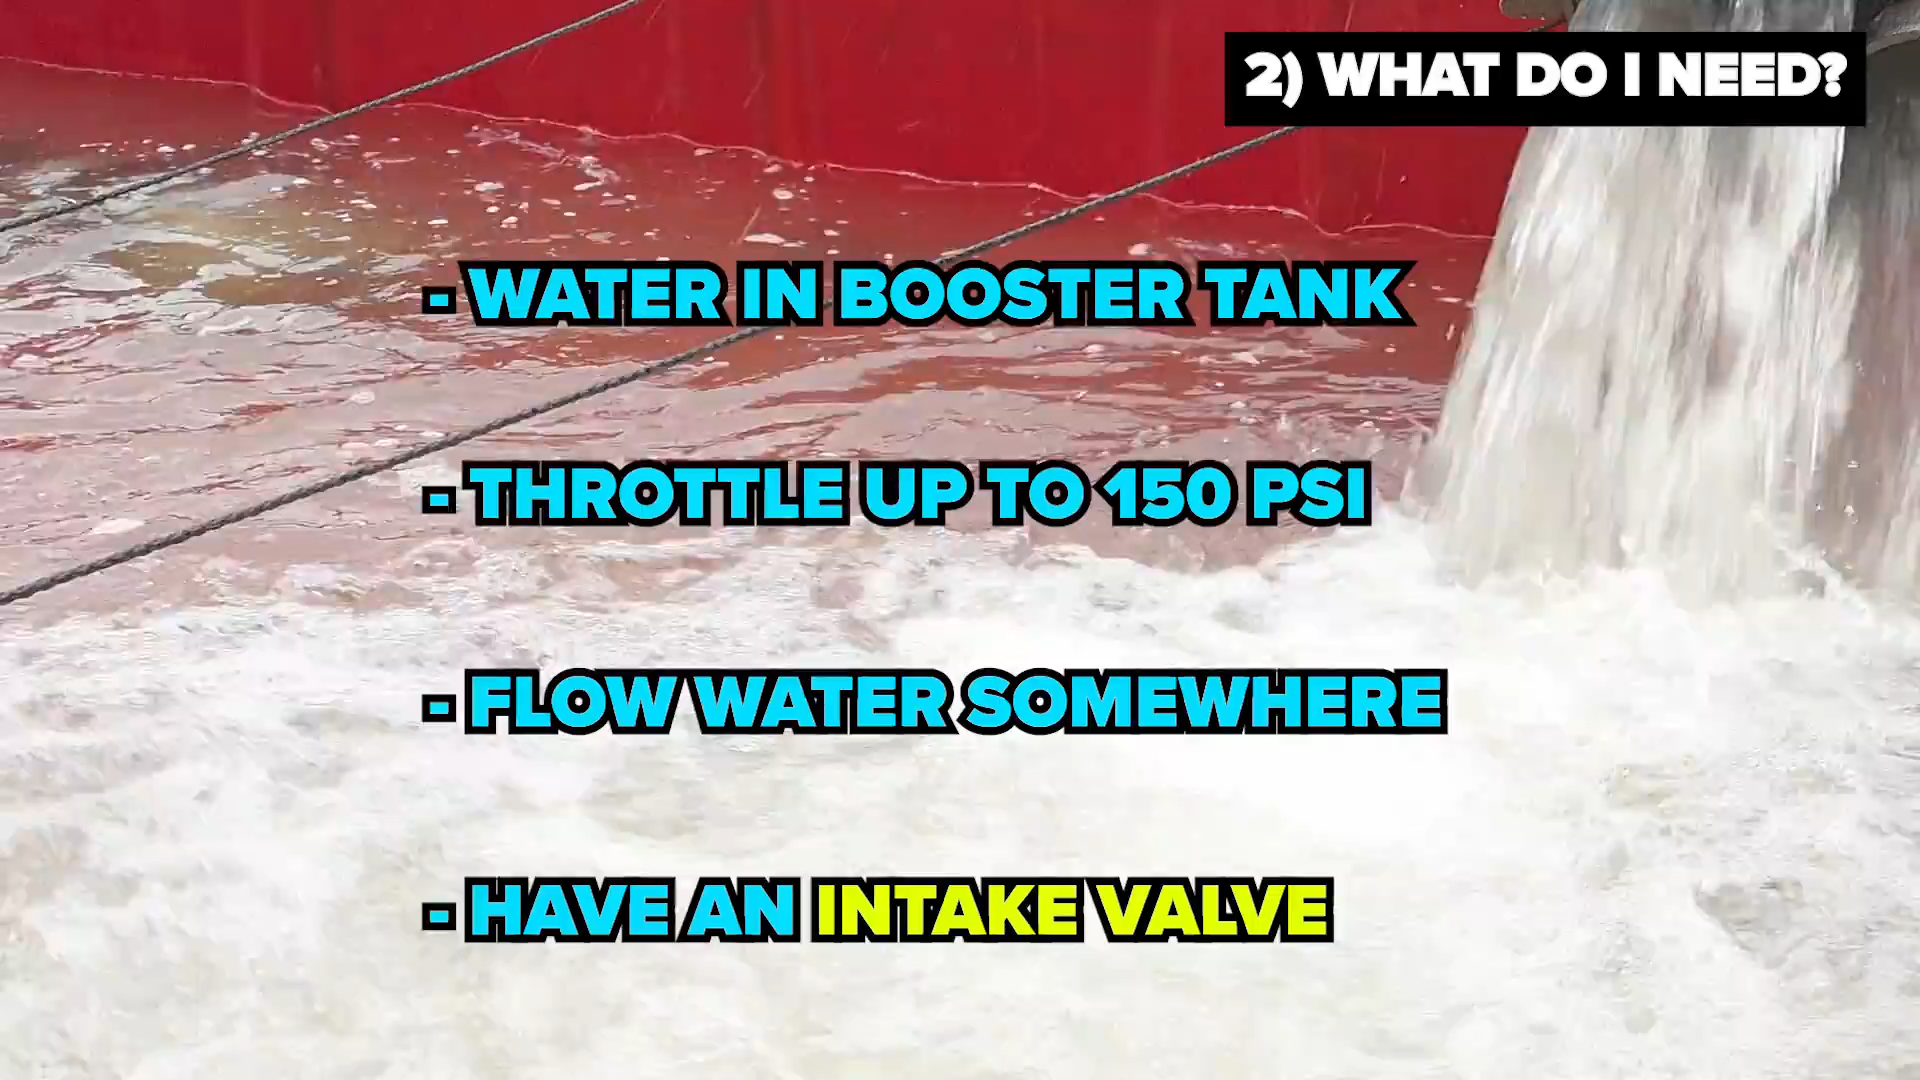 2) WHAT DO I NEED?
- WATER IN BOOSTER TANK
- THROTTLE UP TO 150 PSI
- FLOW WATER SOMEWHERE
- HAVE AN INTAKE VALVE